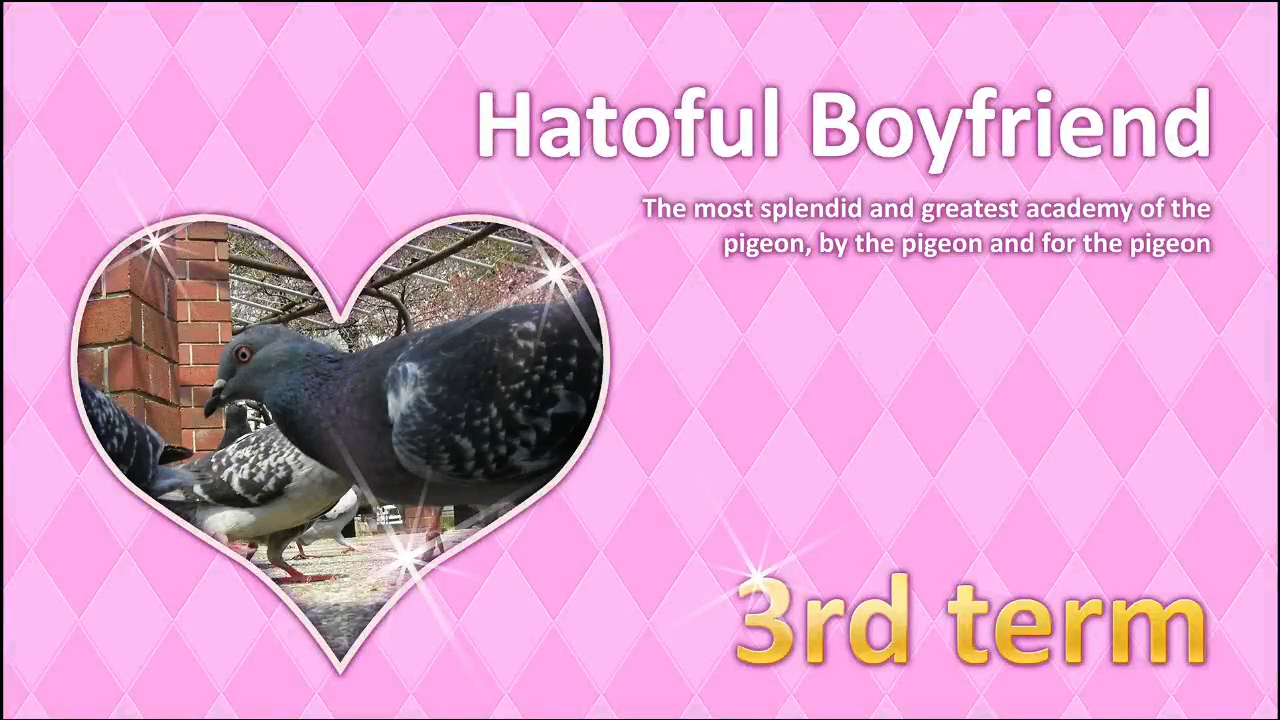 Hatoful Boyfriend
The most splendid and greatest academy of the
pigeon, by the pigeon and for the pigeon
3rd term